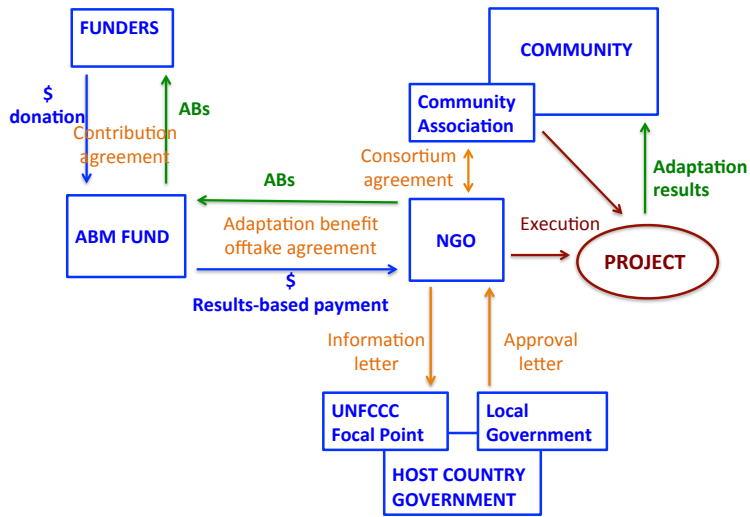 FUNDERS
COMMUNITY
$
donation
ABs
Contribution
agreement
Community
Association
Consortium
agreement
Adaptation
results
ABs
ABM FUND
Adaptation benefit
offtake agreement
NGO
Execution
PROJECT
$
Results-based payment
Information
letter
Approval
letter
UNFCCC
Focal Point
Local
Government
HOST COUNTRY
GOVERNMENT